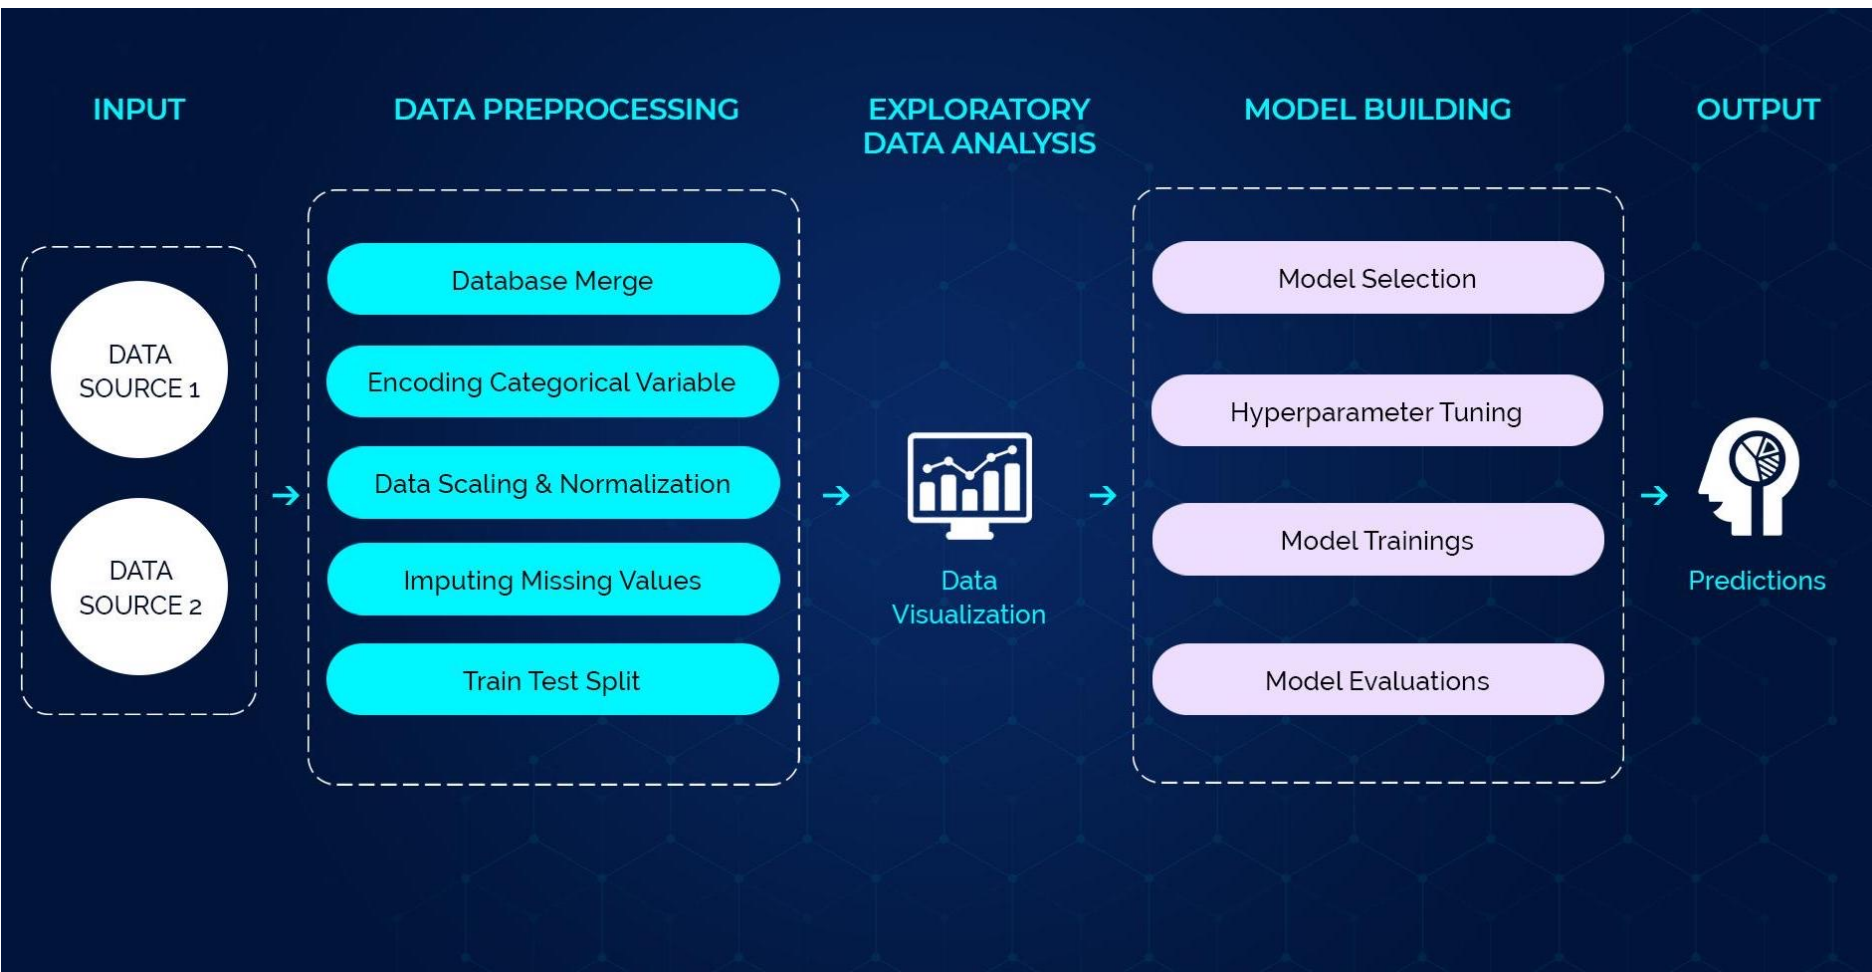 INPUT
DATA PREPROCESSING
EXPLORATORY
DATA ANALYSIS
MODEL BUILDING
OUTPUT
DATA
SOURCE 1
DATA
SOURCE 2
Database Merge
Encoding Categorical Variable
Data Scaling & Normalization
Imputing Missing Values
Train Test Split
Data
Visualization
Model Selection
Hyperparameter Tuning
Model Trainings
Model Evaluations
Predictions